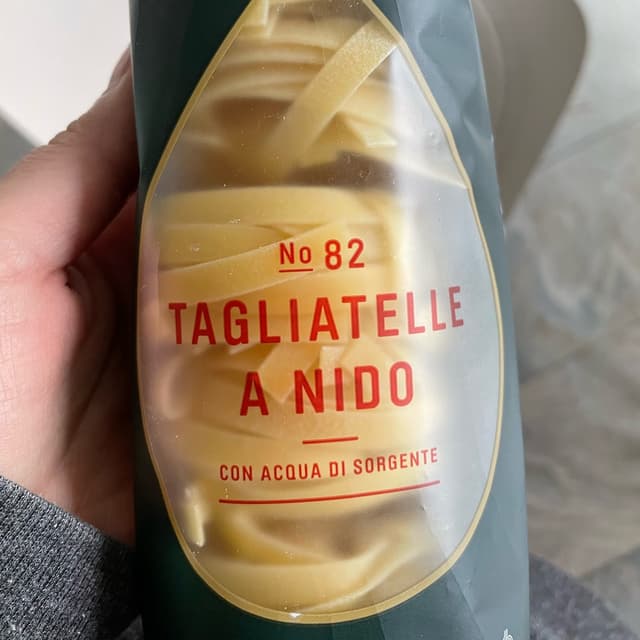 No 82
TAGLIATELLE
A NIDO
CON ACQUA DI SORGENTE